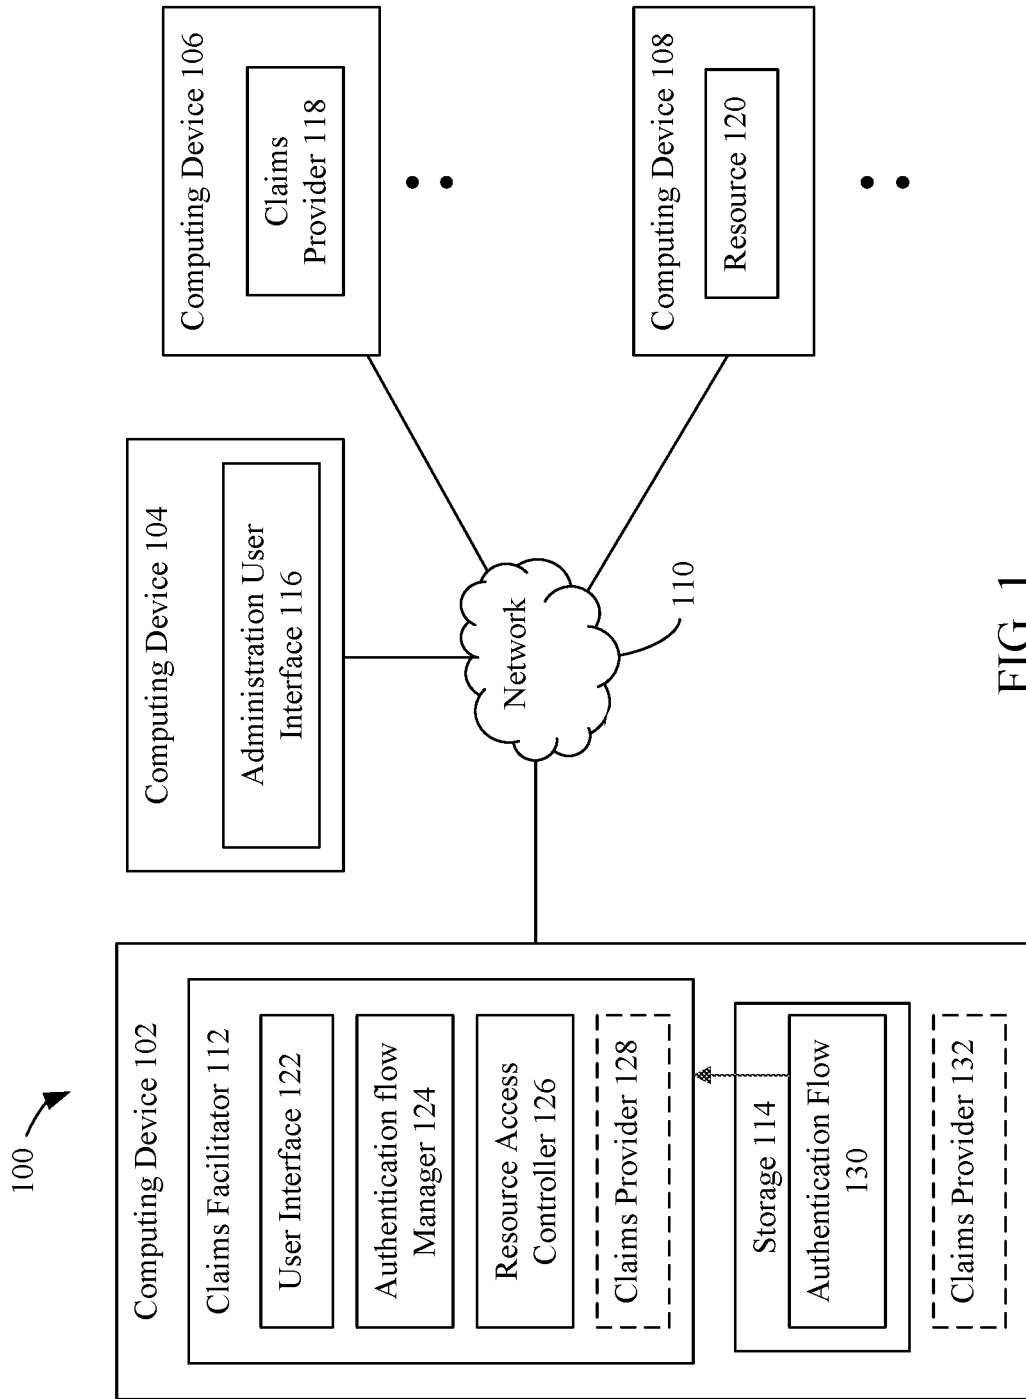 100
Computing Device 102
Claims Facilitator 112
User Interface 122
Authentication flow
Manager 124
Resource Access
Controller 126
Claims Provider 128
Storage 114
Authentication Flow
130
Claims Provider 132
Computing Device 104
Administration User
Interface 116
Network
110
Computing Device 106
Claims
Provider 118
Computing Device 108
Resource 120
FIG. 1